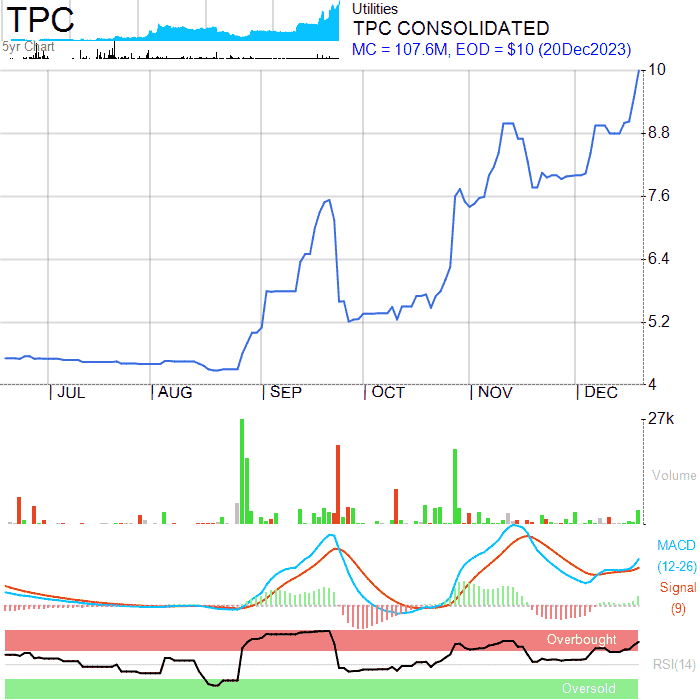 TPC
5yr Chart
Utilities
TPC CONSOLIDATED
MC = 107.6M, EOD = $10 (20Dec2023)
10
8.8
7.6
6.4
5.2
4
JUL AUG SEP OCT NOV DEC
27k
Volume
MACD
(12-26)
Signal
(9)
Overbought
RSI(14)
Oversold